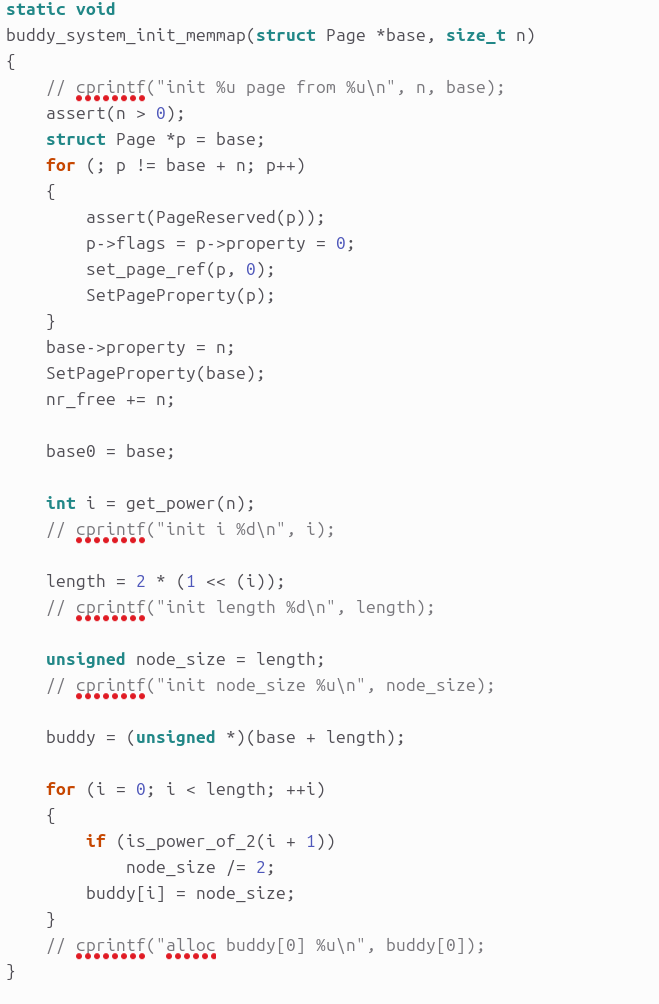 static void
buddy_system_init_memmap(struct Page *base, size_t n)
{
    // cprintf("init %u page from %u\n", n, base);
    assert(n > 0);
    struct Page *p = base;
    for (; p != base + n; p++)
    {
        assert(PageReserved(p));
        p->flags = p->property = 0;
        set_page_ref(p, 0);
        SetPageProperty(p);
    }
    base->property = n;
    SetPageProperty(base);
    nr_free += n;

    base0 = base;

    int i = get_power(n);
    // cprintf("init i %d\n", i);

    length = 2 * (1 << (i));
    // cprintf("init length %d\n", length);

    unsigned node_size = length;
    // cprintf("init node_size %u\n", node_size);

    buddy = (unsigned *)(base + length);

    for (i = 0; i < length; ++i)
    {
        if (is_power_of_2(i + 1))
            node_size /= 2;
        buddy[i] = node_size;
    }
    // cprintf("alloc buddy[0] %u\n", buddy[0]);
}